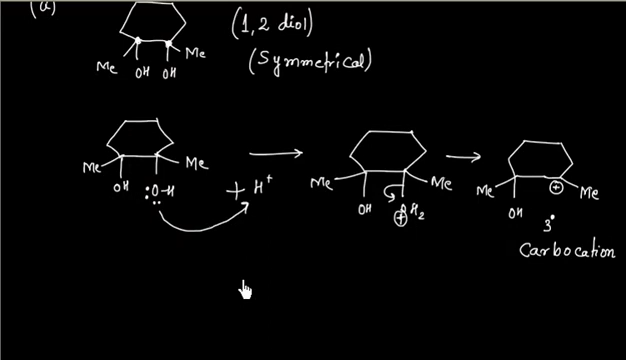 (a)
(1,2 diol)
Me OH OH Me
(Symmetrical)
Me OH :O-H Me + H+
Me OH OH2 Me
Me OH Me
3°
Carbocation